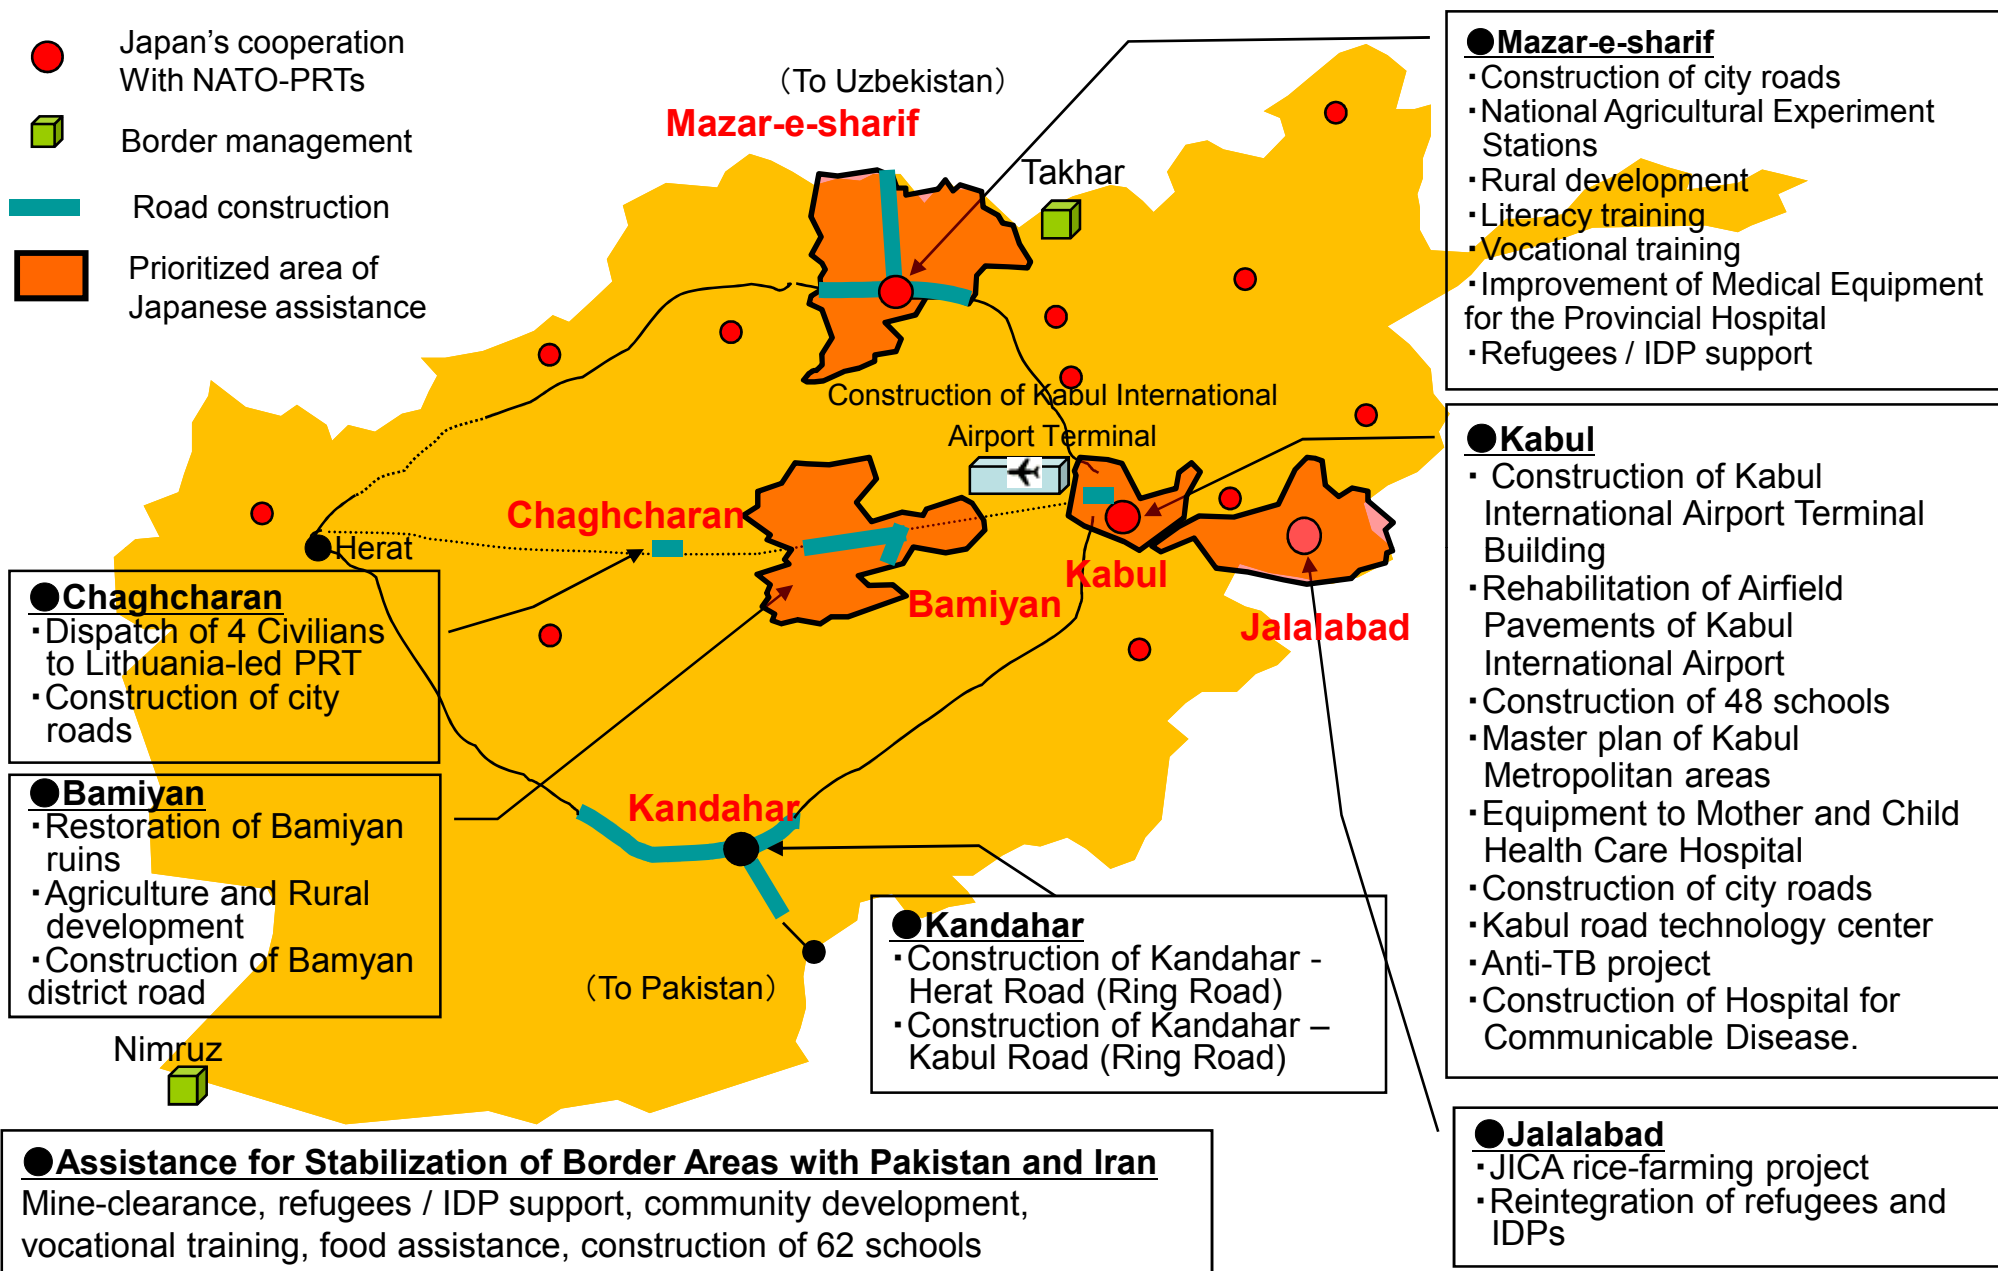 Japan's cooperation
With NATO-PRTs
Border management
Road construction
Prioritized area of
Japanese assistance
（To Uzbekistan）
Mazar-e-sharif
Takhar
Construction of Kabul International
Airport Terminal
Chaghcharan
Herat
Bamiyan
Kabul
Jalalabad
Kandahar
（To Pakistan）
Nimruz
●Mazar-e-sharif
・Construction of city roads
・National Agricultural Experiment
Stations
・Rural development
・Literacy training
・Vocational training
・Improvement of Medical Equipment
for the Provincial Hospital
・Refugees / IDP support
●Kabul
・ Construction of Kabul
International Airport Terminal
Building
・Rehabilitation of Airfield
Pavements of Kabul
International Airport
・Construction of 48 schools
・Master plan of Kabul
Metropolitan areas
・Equipment to Mother and Child
Health Care Hospital
・Construction of city roads
・Kabul road technology center
・Anti-TB project
・Construction of Hospital for
Communicable Disease.
●Chaghcharan
・Dispatch of 4 Civilians
to Lithuania-led PRT
・Construction of city
roads
●Bamiyan
・Restoration of Bamiyan
ruins
・Agriculture and Rural
development
・Construction of Bamyan
district road
●Kandahar
・Construction of Kandahar -
Herat Road (Ring Road)
・Construction of Kandahar –
Kabul Road (Ring Road)
●Jalalabad
・JICA rice-farming project
・Reintegration of refugees and
IDPs
●Assistance for Stabilization of Border Areas with Pakistan and Iran
Mine-clearance, refugees / IDP support, community development,
vocational training, food assistance, construction of 62 schools